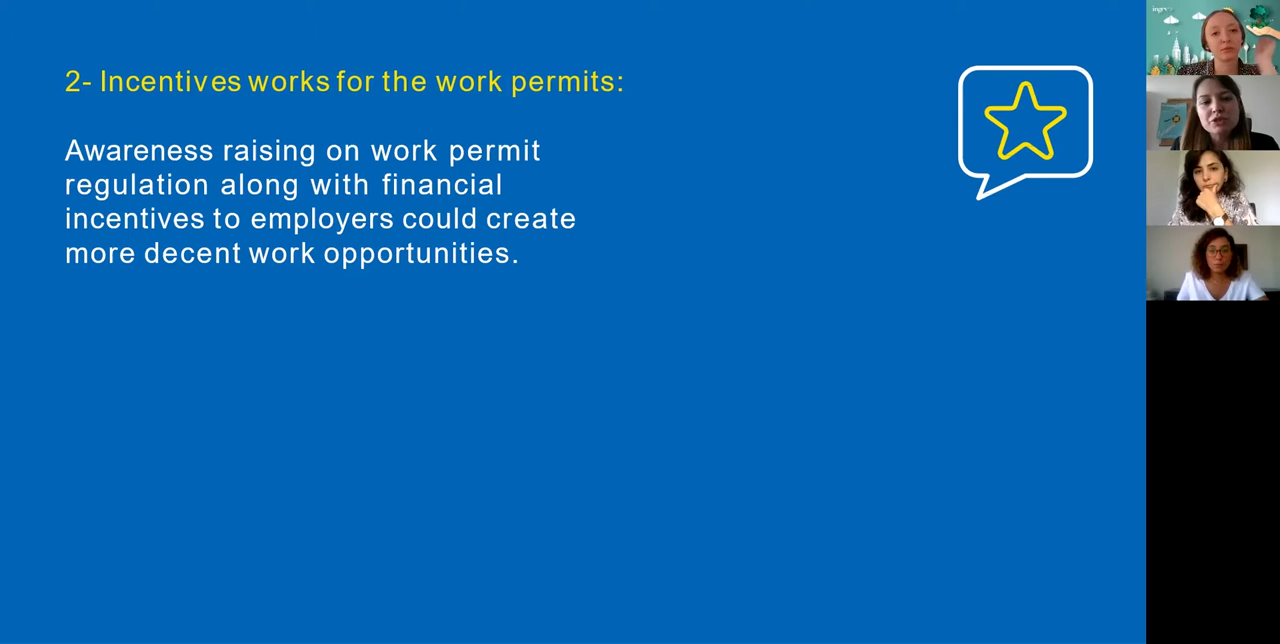 2- Incentives works for the work permits:
Awareness raising on work permit
regulation along with financial
incentives to employers could create
more decent work opportunities.